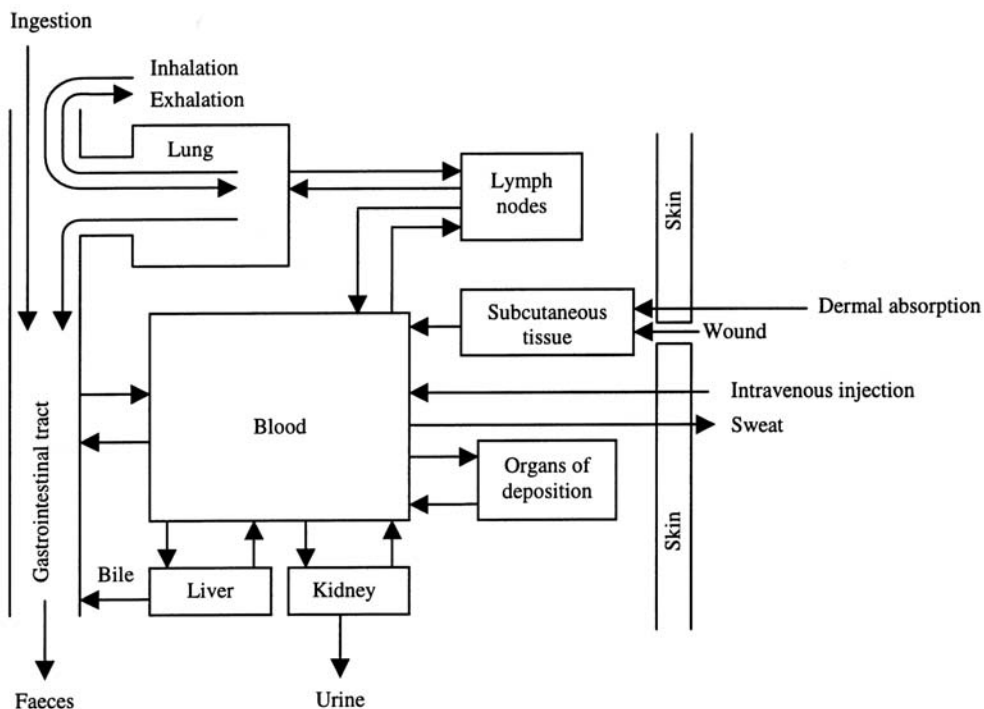 Ingestion
Inhalation
Exhalation
Lung
Lymph
nodes
Skin
Subcutaneous
tissue
Dermal absorption
Wound
Intravenous injection
Blood
Sweat
Organs of
deposition
Gastrointestinal tract
Skin
Bile
Liver
Kidney
Faeces
Urine